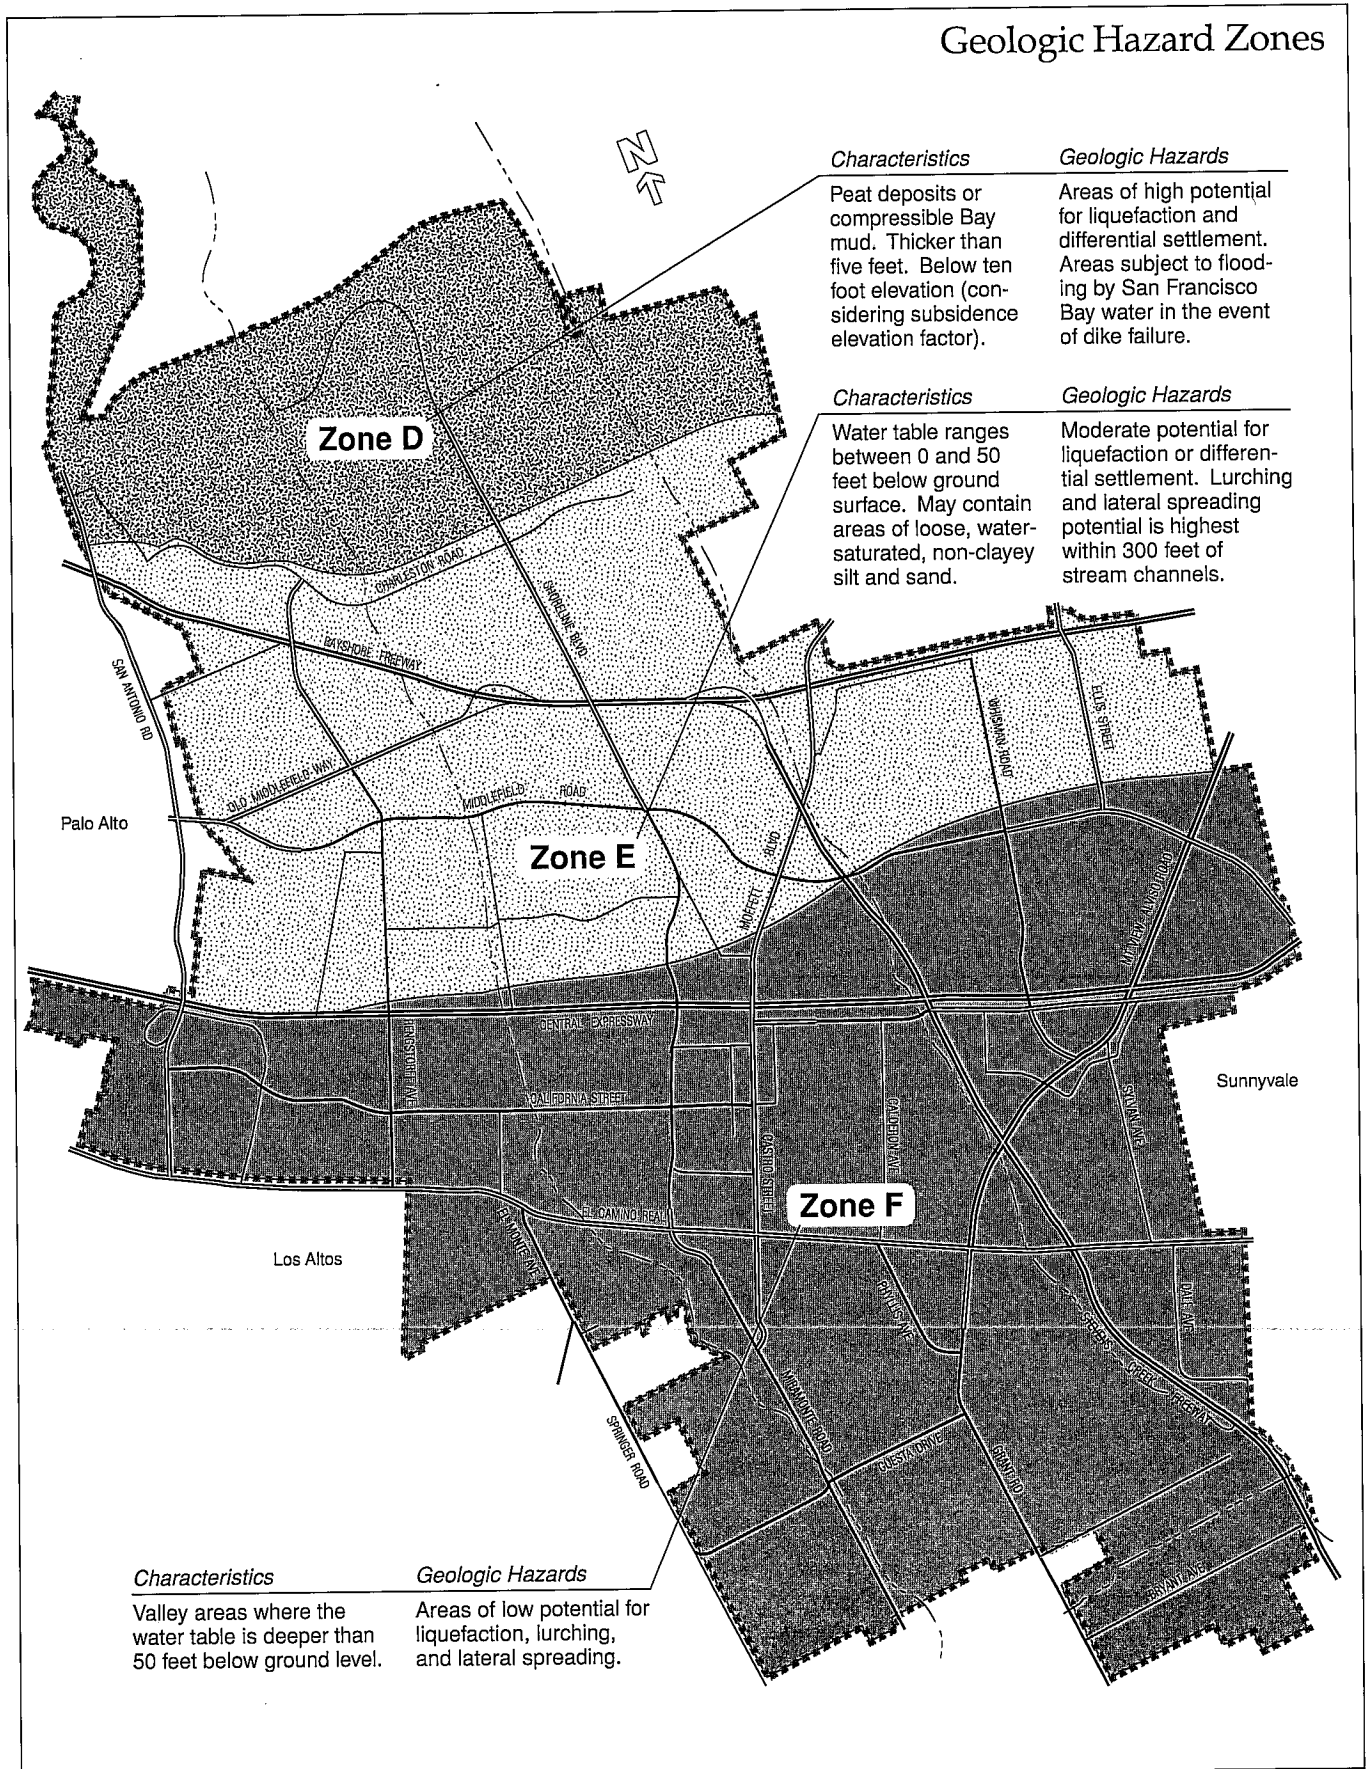 Geologic Hazard Zones
N
Characteristics
Peat deposits or
compressible Bay
mud. Thicker than
five feet. Below ten
foot elevation (con-
sidering subsidence
elevation factor).
Geologic Hazards
Areas of high potential
for liquefaction and
differential settlement.
Areas subject to flood-
ing by San Francisco
Bay water in the event
of dike failure.
Characteristics
Water table ranges
between 0 and 50
feet below ground
surface. May contain
areas of loose, water-
saturated, non-clayey
silt and sand.
Geologic Hazards
Moderate potential for
liquefaction or differen-
tial settlement. Lurching
and lateral spreading
potential is highest
within 300 feet of
stream channels.
Zone D
CHARLESTON ROAD
SHORELINE BLVD
BAYSHORE FREEWAY
SAN ANTONIO RD
WHISMAN ROAD
ELLIS STREET
OLD MIDDLEFIELD WAY
MIDDLEFIELD ROAD
Palo Alto
Zone E
MOFFETT BLVD
MT VIEW ALVISO ROAD
CENTRAL EXPRESSWAY
RENGSTORFF AVE
CALIFORNIA STREET
Sunnyvale
SYLVAN AVE
CASTRO STREET
Zone F
EL CAMINO REAL
EL MONTE AVE
Los Altos
PHYLLIS AVE
DALE AVE
STEVENS CREEK FREEWAY
MIRAMONTE ROAD
CUESTA DRIVE
GRANT RD
SPRINGER ROAD
BRYANT AVE
Characteristics
Valley areas where the
water table is deeper than
50 feet below ground level.
Geologic Hazards
Areas of low potential for
liquefaction, lurching,
and lateral spreading.